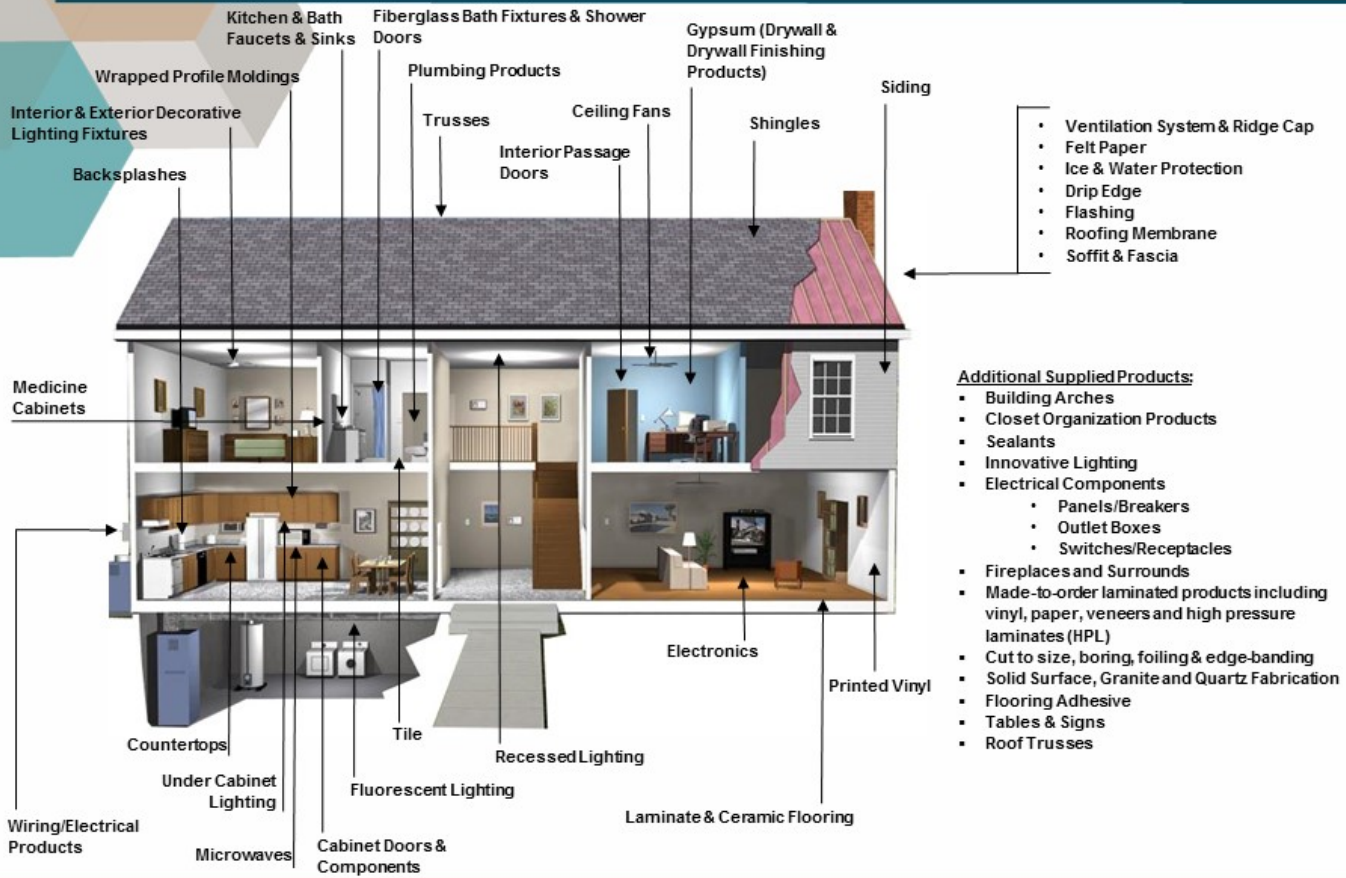 Kitchen & Bath
Faucets & Sinks
Fiberglass Bath Fixtures & Shower
Doors
Gypsum (Drywall &
Drywall Finishing
Products)
Wrapped Profile Moldings
Plumbing Products
Siding
Interior & Exterior Decorative
Lighting Fixtures
Trusses
Ceiling Fans
Shingles
Interior Passage
Doors
Backsplashes
• Ventilation System & Ridge Cap
• Felt Paper
• Ice & Water Protection
• Drip Edge
• Flashing
• Roofing Membrane
• Soffit & Fascia
Medicine
Cabinets
Additional Supplied Products:
▪ Building Arches
▪ Closet Organization Products
▪ Sealants
▪ Innovative Lighting
▪ Electrical Components
• Panels/Breakers
• Outlet Boxes
• Switches/Receptacles
▪ Fireplaces and Surrounds
▪ Made-to-order laminated products including
vinyl, paper, veneers and high pressure
laminates (HPL)
▪ Cut to size, boring, foiling & edge-banding
▪ Solid Surface, Granite and Quartz Fabrication
▪ Flooring Adhesive
▪ Tables & Signs
▪ Roof Trusses
Electronics
Printed Vinyl
Tile
Countertops
Recessed Lighting
Under Cabinet
Lighting
Fluorescent Lighting
Laminate & Ceramic Flooring
Wiring/Electrical
Products
Microwaves
Cabinet Doors &
Components